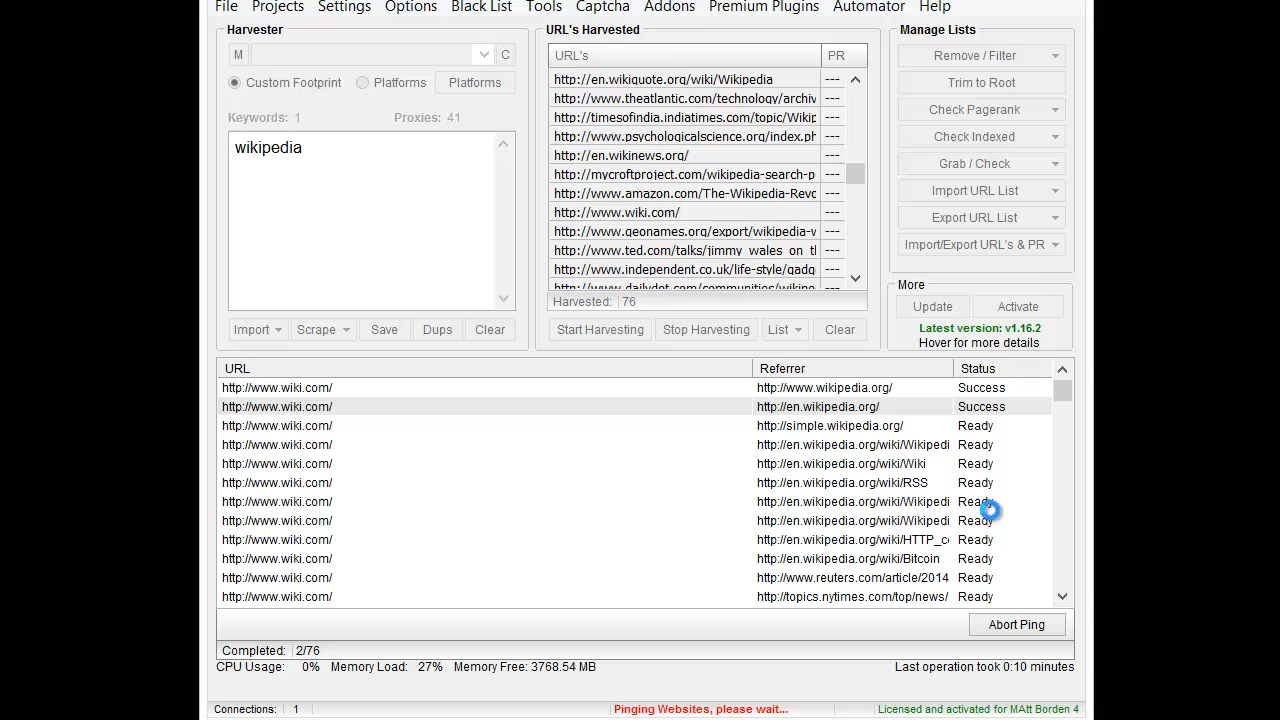 File Projects Settings Options Black List Tools Captcha Addons Premium Plugins Automator Help
Harvester
M C
Custom Footprint Platforms Platforms
Keywords: 1 Proxies: 41
wikipedia
Import Scrape Save Dups Clear
URL's Harvested
URL's PR
http://en.wikiquote.org/wiki/Wikipedia ---
http://www.theatlantic.com/technology/archiv ---
http://timesofindia.indiatimes.com/topic/Wikip ---
http://www.psychologicalscience.org/index.ph ---
http://en.wikinews.org/ ---
http://mycroftproject.com/wikipedia-search-p ---
http://www.amazon.com/The-Wikipedia-Revo ---
http://www.wiki.com/ ---
http://www.geonames.org/export/wikipedia-w ---
http://www.ted.com/talks/jimmy_wales_on_tl ---
http://www.independent.co.uk/life-style/gadg ---
http://www.dailydot.com/communities/wikipe ---
Harvested: 76
Start Harvesting Stop Harvesting List Clear
Manage Lists
Remove / Filter
Trim to Root
Check Pagerank
Check Indexed
Grab / Check
Import URL List
Export URL List
Import/Export URL's & PR
More
Update Activate
Latest version: v1.16.2
Hover for more details
URL Referrer Status
http://www.wiki.com/ http://www.wikipedia.org/ Success
http://www.wiki.com/ http://en.wikipedia.org/ Success
http://www.wiki.com/ http://simple.wikipedia.org/ Ready
http://www.wiki.com/ http://en.wikipedia.org/wiki/Wikipedi Ready
http://www.wiki.com/ http://en.wikipedia.org/wiki/Wiki Ready
http://www.wiki.com/ http://en.wikipedia.org/wiki/RSS Ready
http://www.wiki.com/ http://en.wikipedia.org/wiki/Wikipedi Ready
http://www.wiki.com/ http://en.wikipedia.org/wiki/Wikipedi Ready
http://www.wiki.com/ http://en.wikipedia.org/wiki/HTTP_co Ready
http://www.wiki.com/ http://en.wikipedia.org/wiki/Bitcoin Ready
http://www.wiki.com/ http://www.reuters.com/article/2014 Ready
http://www.wiki.com/ http://topics.nytimes.com/top/news/ Ready
Abort Ping
Completed: 2/76
CPU Usage: 0% Memory Load: 27% Memory Free: 3768.54 MB Last operation took 0:10 minutes
Connections: 1 Pinging Websites, please wait... Licensed and activated for MAtt Borden 4